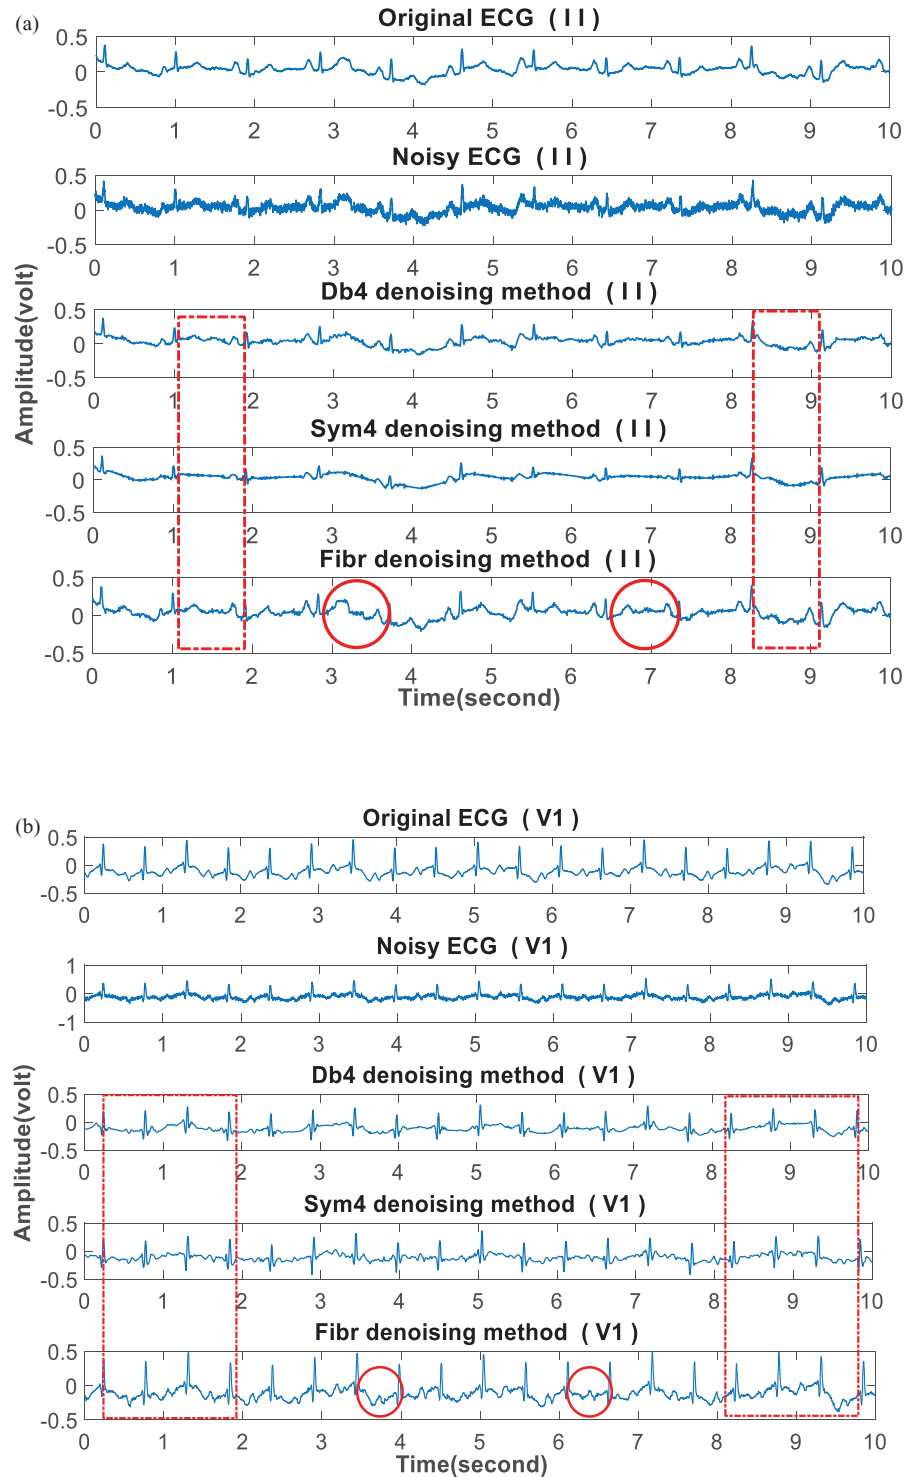 (a)
Original ECG ( I I )
0.5
0
-0.5
0 1 2 3 4 5 6 7 8 9 10
Noisy ECG ( I I )
0.5
0
-0.5
0 1 2 3 4 5 6 7 8 9 10
Db4 denoising method ( I I )
0.5
0
-0.5
0 1 2 3 4 5 6 7 8 9 10
Amplitude(volt)
Sym4 denoising method ( I I )
0.5
0
-0.5
0 1 2 3 4 5 6 7 8 9 10
Fibr denoising method ( I I )
0.5
0
-0.5
0 1 2 3 4 5 6 7 8 9 10
Time(second)
(b)
Original ECG ( V1 )
0.5
0
-0.5
0 1 2 3 4 5 6 7 8 9 10
Noisy ECG ( V1 )
1
0
-1
0 1 2 3 4 5 6 7 8 9 10
Db4 denoising method ( V1 )
0.5
0
-0.5
0 1 2 3 4 5 6 7 8 9 10
Amplitude(volt)
Sym4 denoising method ( V1 )
0.5
0
-0.5
0 1 2 3 4 5 6 7 8 9 10
Fibr denoising method ( V1 )
0.5
0
-0.5
0 1 2 3 4 5 6 7 8 9 10
Time(second)